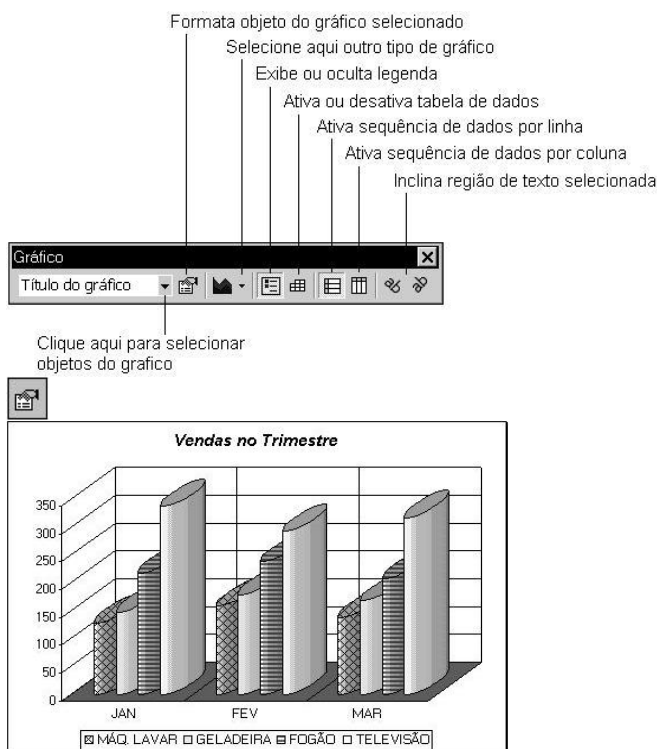 Formata objeto do gráfico selecionado
Selecione aqui outro tipo de gráfico
Exibe ou oculta legenda
Ativa ou desativa tabela de dados
Ativa sequência de dados por linha
Ativa sequência de dados por coluna
Inclina região de texto selecionada
Gráfico
Título do gráfico
Clique aqui para selecionar
objetos do grafico
Vendas no Trimestre
350
300
250
200
150
100
50
0
JAN FEV MAR
MÁQ. LAVAR GELADEIRA FOGÃO TELEVISÃO